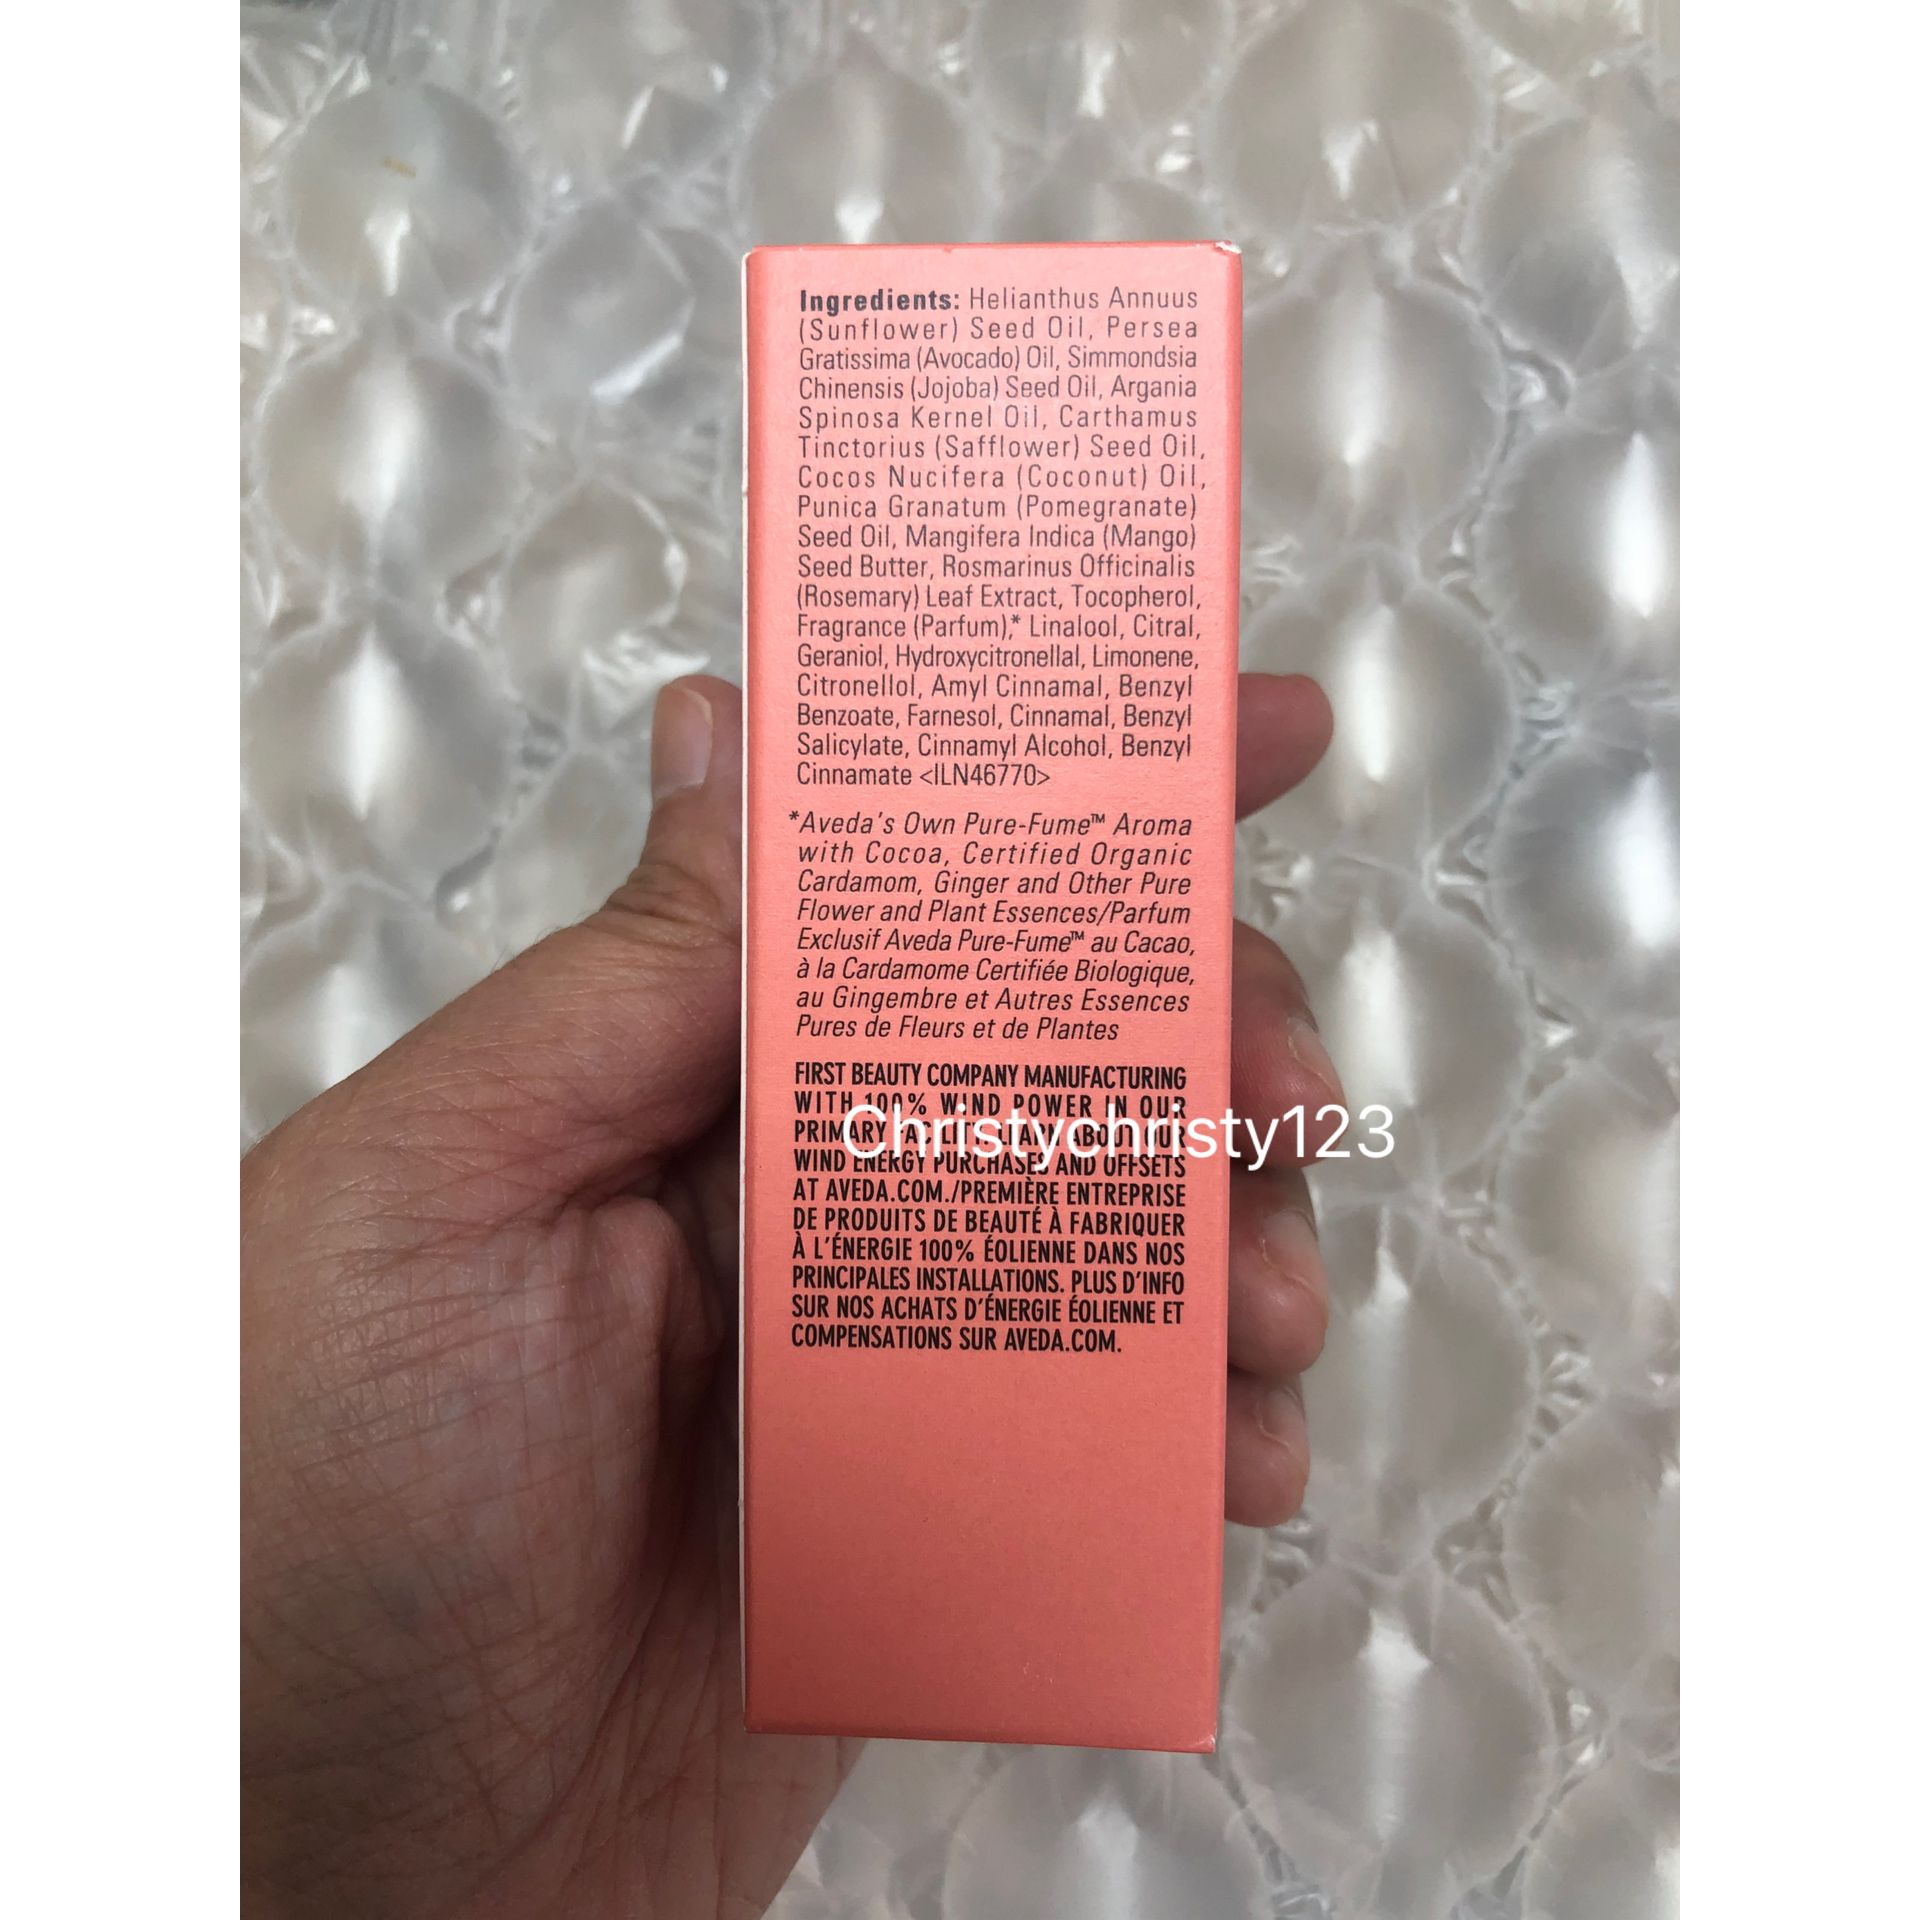 Ingredients: Helianthus Annuus
(Sunflower) Seed Oil, Persea
Gratissima (Avocado) Oil, Simmondsia
Chinensis (Jojoba) Seed Oil, Argania
Spinosa Kernel Oil, Carthamus
Tinctorius (Safflower) Seed Oil,
Cocos Nucifera (Coconut) Oil,
Punica Granatum (Pomegranate)
Seed Oil, Mangifera Indica (Mango)
Seed Butter, Rosmarinus Officinalis
(Rosemary) Leaf Extract, Tocopherol,
Fragrance (Parfum),* Linalool, Citral,
Geraniol, Hydroxycitronellal, Limonene,
Citronellol, Amyl Cinnamal, Benzyl
Benzoate, Farnesol, Cinnamal, Benzyl
Salicylate, Cinnamyl Alcohol, Benzyl
Cinnamate <ILN46770>
*Aveda's Own Pure-Fume™ Aroma
with Cocoa, Certified Organic
Cardamom, Ginger and Other Pure
Flower and Plant Essences/Parfum
Exclusif Aveda Pure-Fume™ au Cacao,
à la Cardamome Certifiée Biologique,
au Gingembre et Autres Essences
Pures de Fleurs et de Plantes
FIRST BEAUTY COMPANY MANUFACTURING
WITH 100% WIND POWER IN OUR
PRIMARY ABOUT OUR
Christychristy123
WIND ENERGY PURCHASES AND OFFSETS
AT AVEDA.COM./PREMIÈRE ENTREPRISE
DE PRODUITS DE BEAUTÉ À FABRIQUER
À L'ÉNERGIE 100% ÉOLIENNE DANS NOS
PRINCIPALES INSTALLATIONS. PLUS D'INFO
SUR NOS ACHATS D'ÉNERGIE ÉOLIENNE ET
COMPENSATIONS SUR AVEDA.COM.